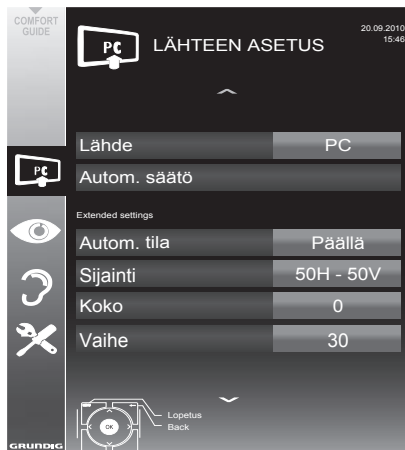 COMFORT
GUIDE
PC
LÄHTEEN ASETUS
20.09.2010
15:46
Lähde PC
PC
Autom. säätö
Extended settings
Autom. tila Päällä
Sijainti 50H - 50V
Koko 0
Vaihe 30
Lopetus
OK
Back
GRUNDIG